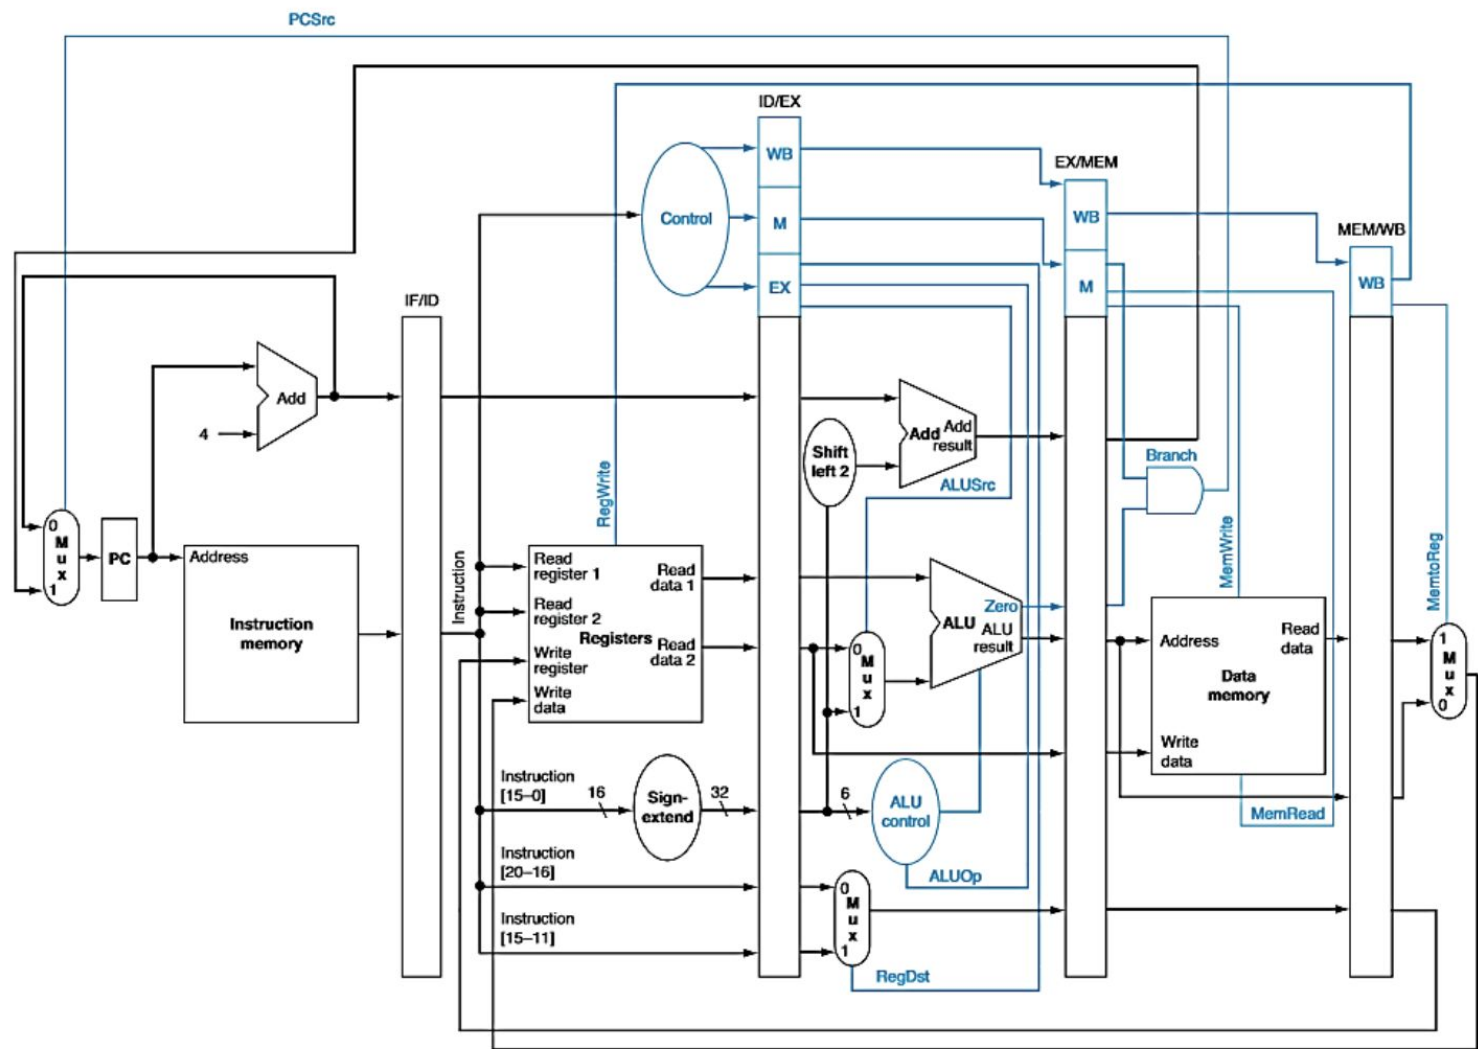 PCSrc
ID/EX
WB
EX/MEM
Control
M
WB
MEM/WB
EX
M
WB
IF/ID
Add
4
Shift
left 2
Add
Add
result
Branch
ALUSrc
RegWrite
0
M
u
x
1
PC
Address
Instruction
memory
Instruction
Read
register 1
Read
register 2
Write
register
Write
data
Registers
Read
data 1
Read
data 2
0
M
u
x
1
Zero
ALU
ALU
result
MemWrite
Address
Read
data
Data
memory
Write
data
MemtoReg
1
M
u
x
0
Instruction
[15–0]
16
Sign-
extend
32
6
ALU
control
MemRead
Instruction
[20–16]
ALUOp
0
M
u
x
1
Instruction
[15–11]
RegDst